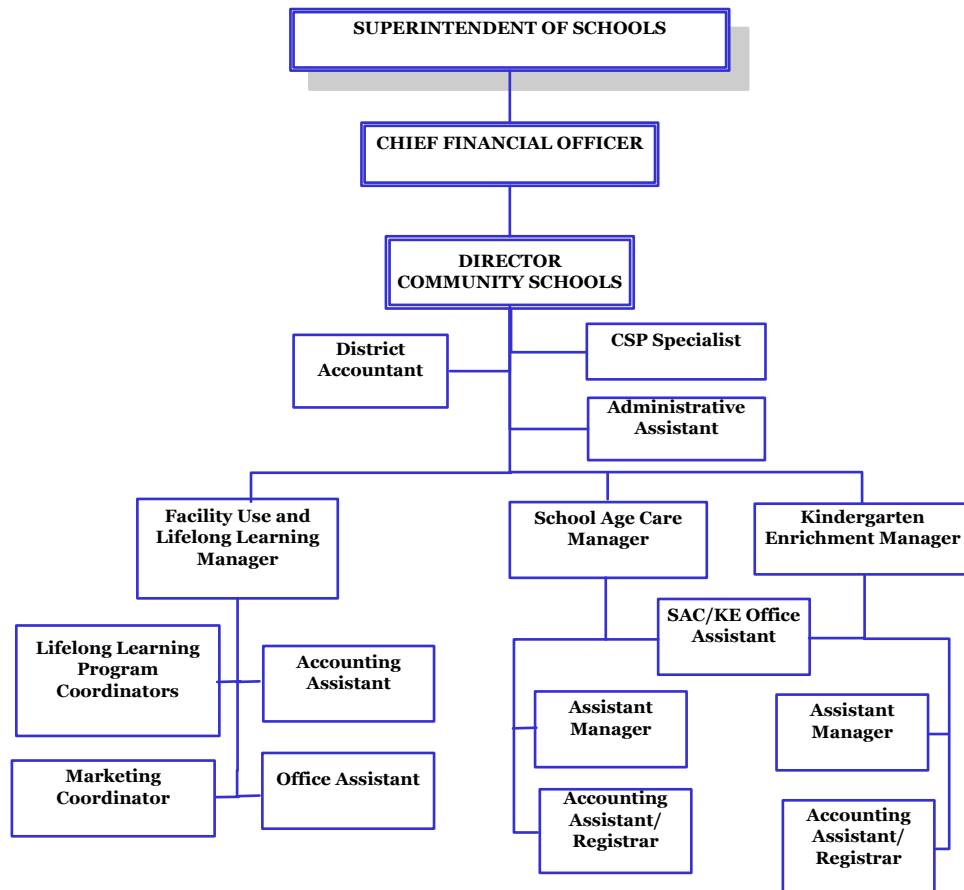 SUPERINTENDENT OF SCHOOLS
CHIEF FINANCIAL OFFICER
DIRECTOR
COMMUNITY SCHOOLS
District
Accountant
CSP Specialist
Administrative
Assistant
Facility Use and
Lifelong Learning
Manager
School Age Care
Manager
Kindergarten
Enrichment Manager
SAC/KE Office
Assistant
Lifelong Learning
Program
Coordinators
Accounting
Assistant
Marketing
Coordinator
Office Assistant
Assistant
Manager
Accounting
Assistant/
Registrar
Assistant
Manager
Accounting
Assistant/
Registrar